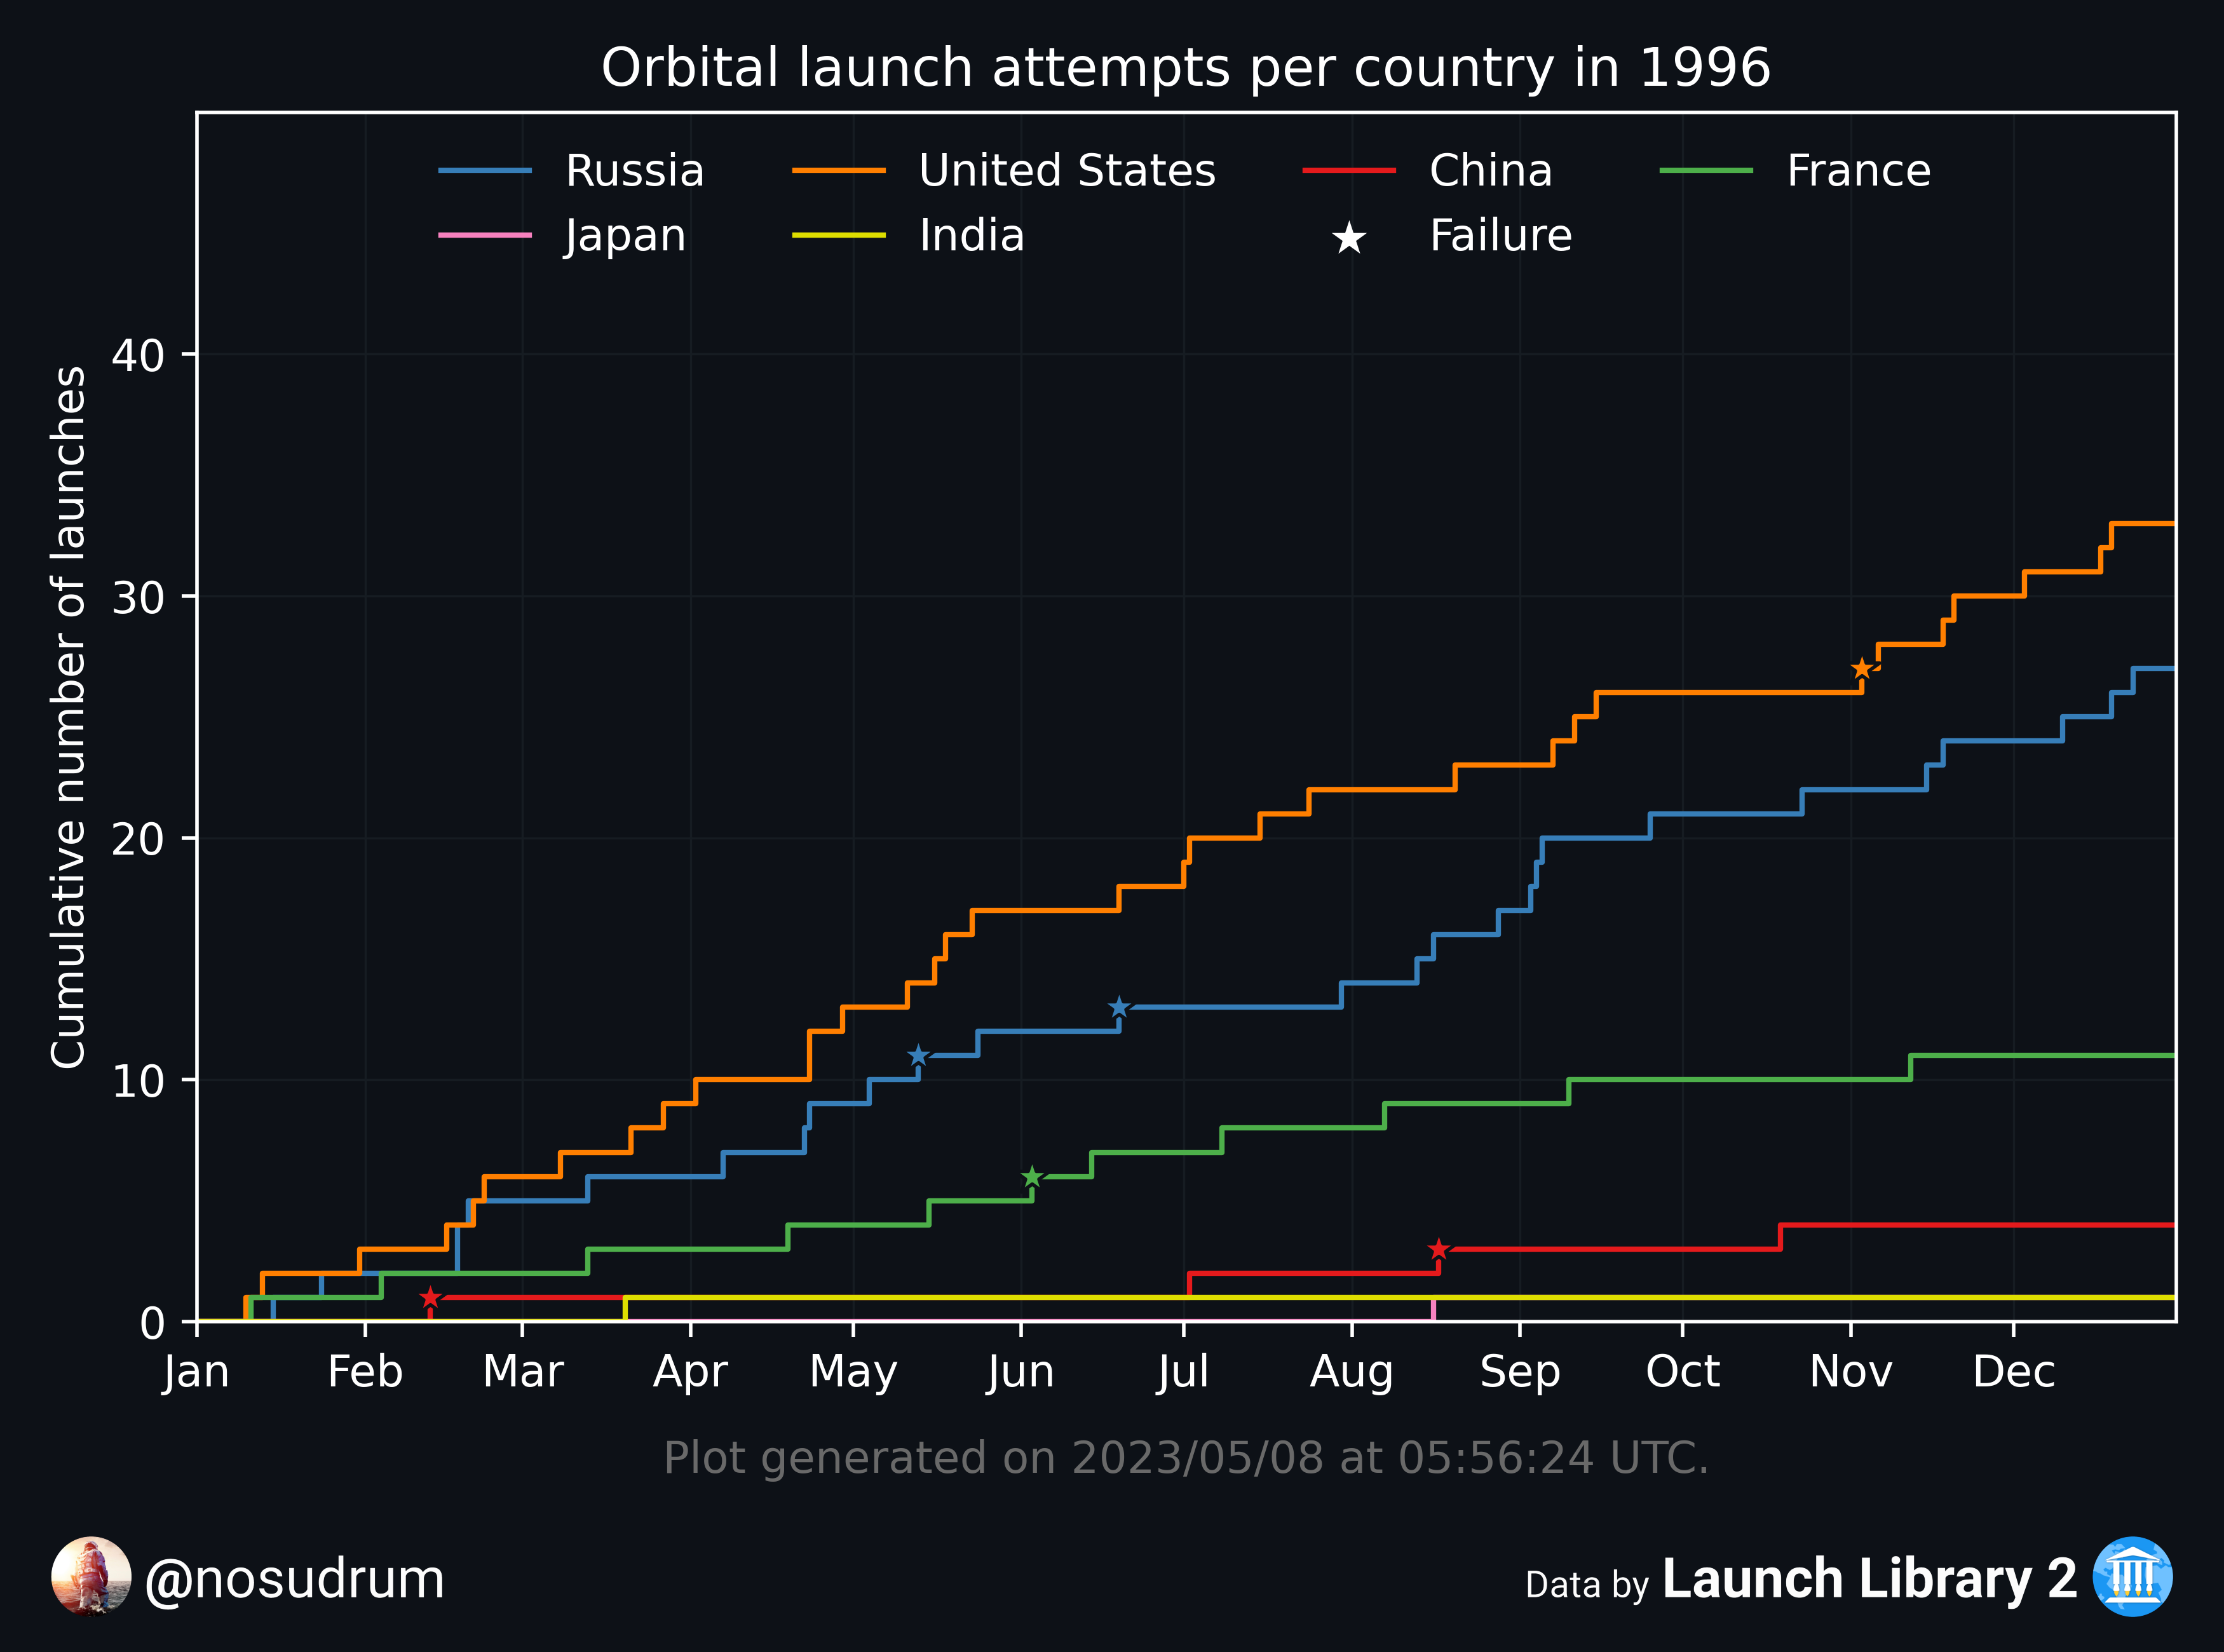 Orbital launch attempts per country in 1996
Russia United States China France
Japan India Failure
Cumulative number of launches
40
30
20
10
0
Jan Feb Mar Apr May Jun Jul Aug Sep Oct Nov Dec
Plot generated on 2023/05/08 at 05:56:24 UTC.
@nosudrum
Data by Launch Library 2